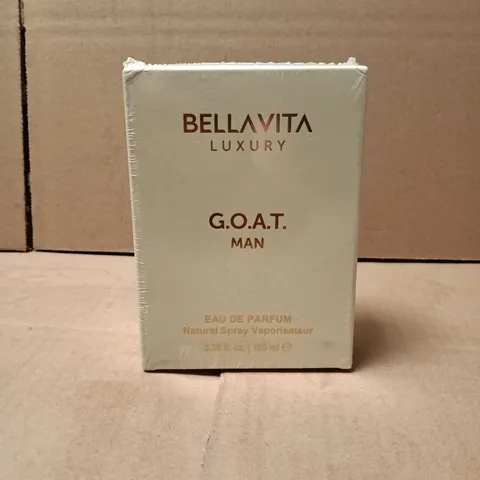 BELLAVITA
LUXURY
G.O.A.T.
MAN
EAU DE PARFUM
Natural Spray Vaporisateur
3.38 fl. oz. | 100 ml ℮